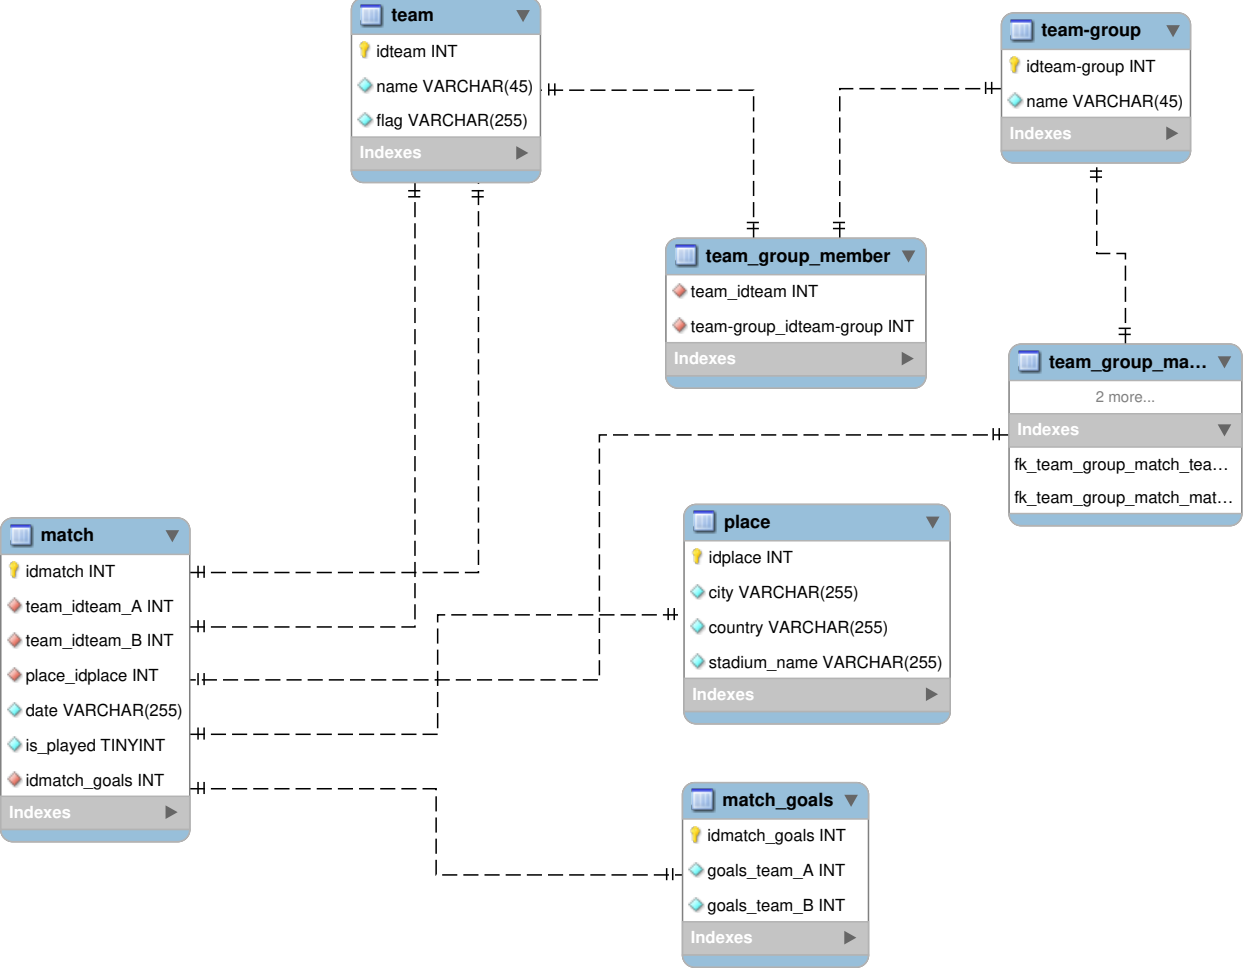 team
idteam INT
name VARCHAR(45)
flag VARCHAR(255)
Indexes
team-group
idteam-group INT
name VARCHAR(45)
Indexes
team_group_member
team_idteam INT
team-group_idteam-group INT
Indexes
team_group_ma...
2 more...
Indexes
fk_team_group_match_tea...
fk_team_group_match_mat...
match
idmatch INT
team_idteam_A INT
team_idteam_B INT
place_idplace INT
date VARCHAR(255)
is_played TINYINT
idmatch_goals INT
Indexes
place
idplace INT
city VARCHAR(255)
country VARCHAR(255)
stadium_name VARCHAR(255)
Indexes
match_goals
idmatch_goals INT
goals_team_A INT
goals_team_B INT
Indexes